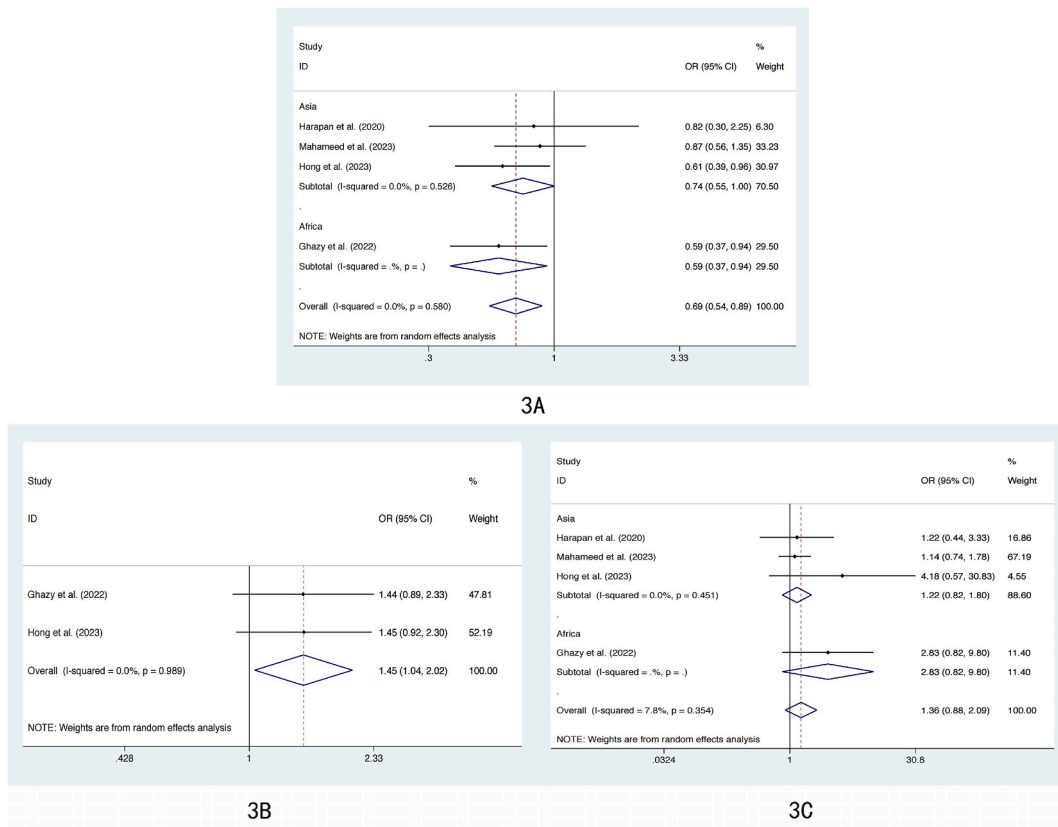 Study %
ID OR (95% CI) Weight
Asia
Harapan et al. (2020) 0.82 (0.30, 2.25) 6.30
Mahameed et al. (2023) 0.87 (0.56, 1.35) 33.23
Hong et al. (2023) 0.61 (0.39, 0.96) 30.97
Subtotal (I-squared = 0.0%, p = 0.526) 0.74 (0.55, 1.00) 70.50
.
Africa
Ghazy et al. (2022) 0.59 (0.37, 0.94) 29.50
Subtotal (I-squared = .%, p = .) 0.59 (0.37, 0.94) 29.50
.
Overall (I-squared = 0.0%, p = 0.580) 0.69 (0.54, 0.89) 100.00
NOTE: Weights are from random effects analysis
.3 1 3.33
3A
Study %
ID OR (95% CI) Weight
Ghazy et al. (2022) 1.44 (0.89, 2.33) 47.81
Hong et al. (2023) 1.45 (0.92, 2.30) 52.19
Overall (I-squared = 0.0%, p = 0.989) 1.45 (1.04, 2.02) 100.00
NOTE: Weights are from random effects analysis
.428 1 2.33
3B
Study %
ID OR (95% CI) Weight
Asia
Harapan et al. (2020) 1.22 (0.44, 3.33) 16.86
Mahameed et al. (2023) 1.14 (0.74, 1.78) 67.19
Hong et al. (2023) 4.18 (0.57, 30.83) 4.55
Subtotal (I-squared = 0.0%, p = 0.451) 1.22 (0.82, 1.80) 88.60
.
Africa
Ghazy et al. (2022) 2.83 (0.82, 9.80) 11.40
Subtotal (I-squared = .%, p = .) 2.83 (0.82, 9.80) 11.40
.
Overall (I-squared = 7.8%, p = 0.354) 1.36 (0.88, 2.09) 100.00
NOTE: Weights are from random effects analysis
.0324 1 30.8
3C